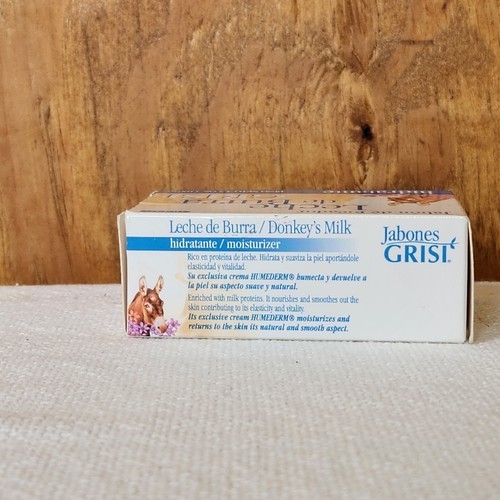 Leche de Burra / Donkey's Milk
hidratante / moisturizer
Rico en proteína de leche. Hidrata y suaviza la piel aportándole
elasticidad y vitalidad.
Su exclusiva crema HUMEDERM® humecta y devuelve a
la piel su aspecto suave y natural.
Enriched with milk proteins. It nourishes and smoothes out the
skin contributing to its elasticity and vitality.
Its exclusive cream HUMEDERM® moisturizes and
returns to the skin its natural and smooth aspect.
Jabones
GRISI®